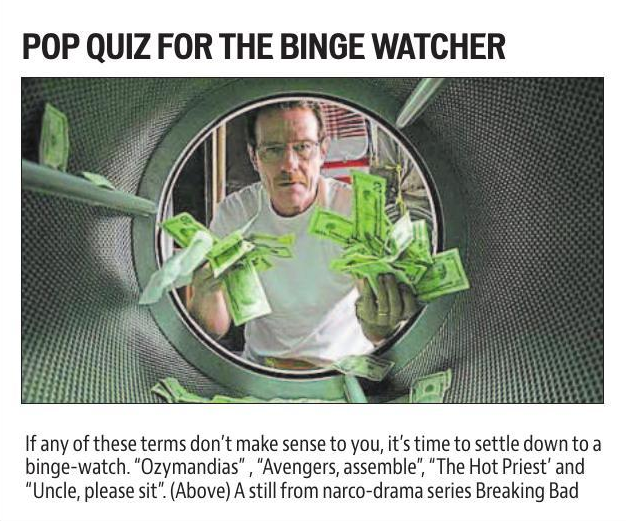 POP QUIZ FOR THE BINGE WATCHER
If any of these terms don't make sense to you, it's time to settle down to a
binge-watch. "Ozymandias" , "Avengers, assemble", "The Hot Priest' and
"Uncle, please sit". (Above) A still from narco-drama series Breaking Bad